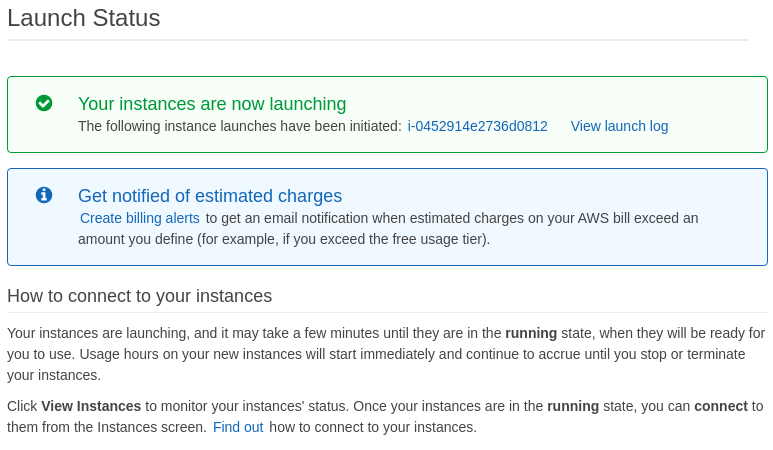 Launch Status
Your instances are now launching
The following instance launches have been initiated: i-0452914e2736d0812 View launch log
Get notified of estimated charges
Create billing alerts to get an email notification when estimated charges on your AWS bill exceed an
amount you define (for example, if you exceed the free usage tier).
How to connect to your instances
Your instances are launching, and it may take a few minutes until they are in the running state, when they will be ready for
you to use. Usage hours on your new instances will start immediately and continue to accrue until you stop or terminate
your instances.
Click View Instances to monitor your instances' status. Once your instances are in the running state, you can connect to
them from the Instances screen. Find out how to connect to your instances.